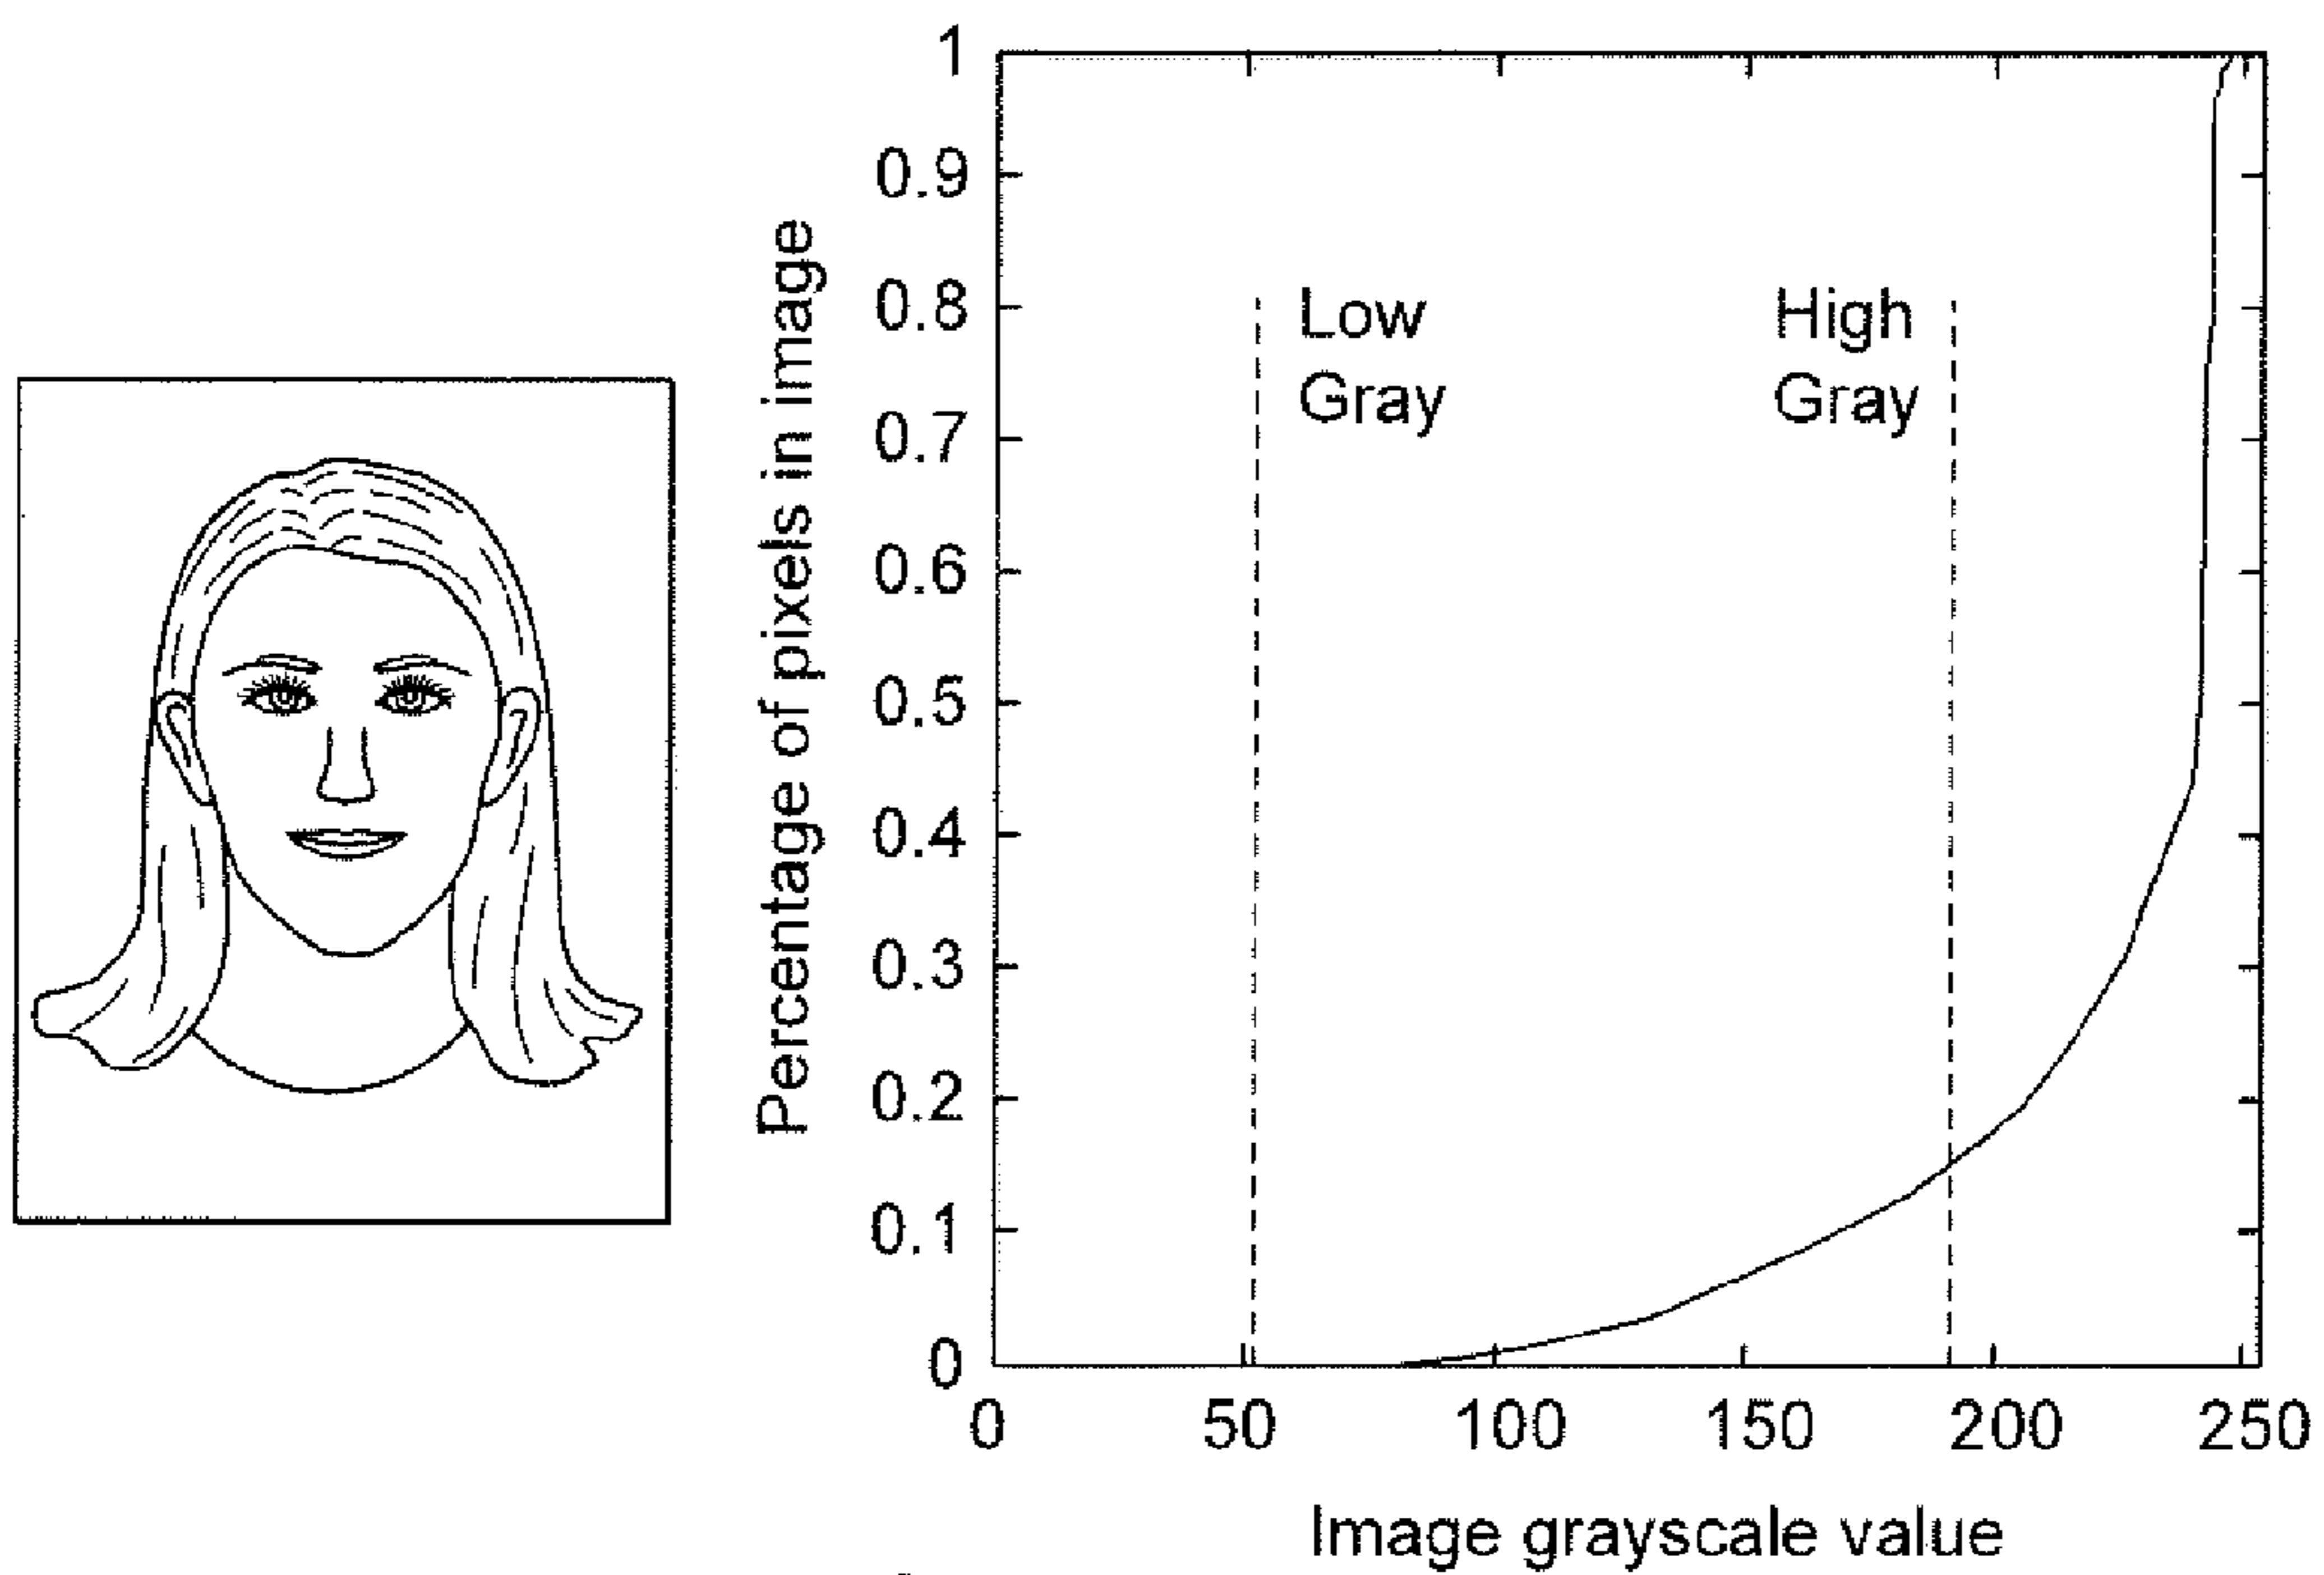 Percentage of pixels in image
1
0.9
0.8
0.7
0.6
0.5
0.4
0.3
0.2
0.1
0
Low
Gray
High
Gray
0 50 100 150 200 250
Image grayscale value